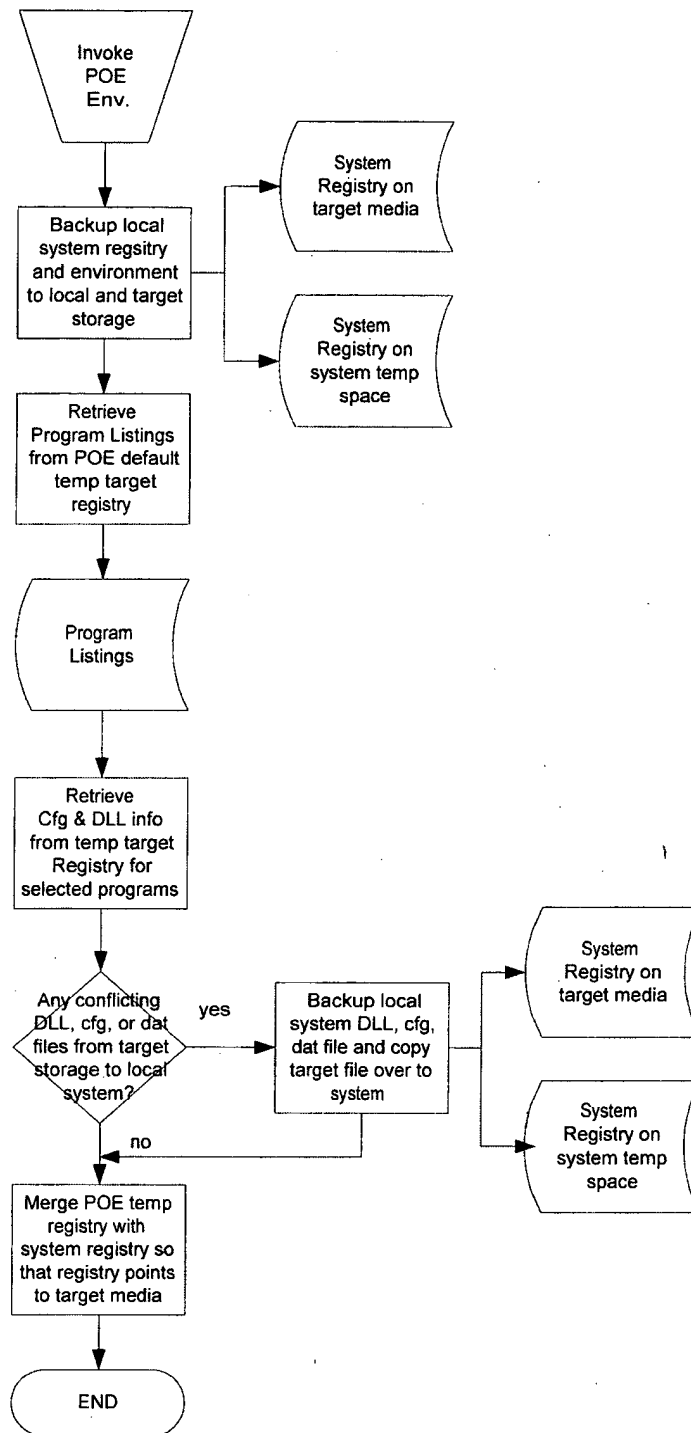 Invoke
POE
Env.
System
Registry on
target media
Backup local
system regsitry
and environment
to local and target
storage
System
Registry on
system temp
space
Retrieve
Program Listings
from POE default
temp target
registry
Program
Listings
Retrieve
Cfg & DLL info
from temp target
Registry for
selected programs
Any conflicting
DLL, cfg, or dat
files from target
storage to local
system?
yes
no
Backup local
system DLL, cfg,
dat file and copy
target file over to
system
System
Registry on
target media
System
Registry on
system temp
space
Merge POE temp
registry with
system registry so
that registry points
to target media
END